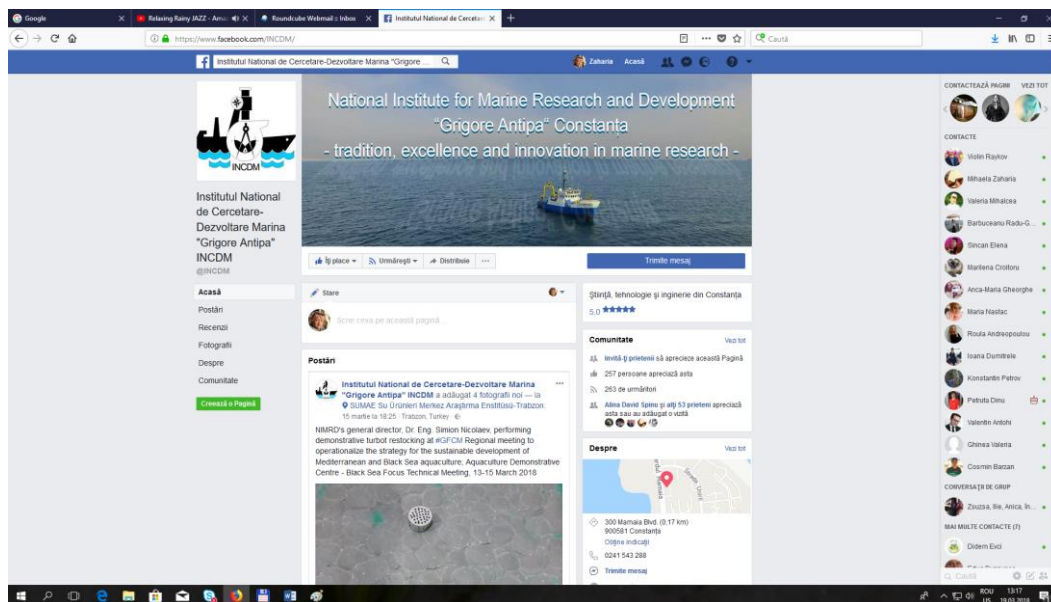 Google
Relaxing Rainy JAZZ - Ama
Roundcube Webmail :: Inbox
Institutul National de Cercetare
https://www.facebook.com/INCDM/
Caută
Institutul National de Cercetare-Dezvoltare Marina "Grigore ...
Zaharia
Acasă
National Institute for Marine Research and Development
"Grigore Antipa" Constanța
- tradition, excellence and innovation in marine research -
INCDM
Institutul National
de Cercetare-
Dezvoltare Marina
"Grigore Antipa"
INCDM
@INCDM
Acasă
Postări
Recenzii
Fotografii
Despre
Comunitate
Creează o Pagină
Îți place
Urmărești
Distribuie
Trimite mesaj
Stare
Scrie ceva pe această pagină...
Postări
Institutul National de Cercetare-Dezvoltare Marina
"Grigore Antipa" INCDM a adăugat 4 fotografii noi — la
SUMAE Su Ürünleri Merkez Araştırma Enstitüsü-Trabzon.
15 martie la 18:25 · Trabzon, Turkey
NIMRD's general director, Dr. Eng. Simion Nicolaev, performing
demonstrative turbot restocking at #GFCM Regional meeting to
operationalize the strategy for the sustainable development of
Mediterranean and Black Sea aquaculture, Aquaculture Demonstrative
Centre - Black Sea Focus Technical Meeting, 13-15 March 2018
Știință, tehnologie și inginerie din Constanța
5,0
Comunitate
Vezi tot
Invită-ți prietenii să aprecieze această Pagină
257 persoane apreciază asta
263 de urmăritori
Alina David Spinu și alți 53 prieteni apreciază
asta sau au adăugat o vizită
Despre
Vezi tot
300 Mamaia Blvd. (0,17 km)
900581 Constanța
Obține indicații
0241 543 288
Trimite mesaj
CONTACTEAZĂ PAGINI
VEZI TOT
CONTACTE
Violin Raykov
Mihaela Zaharia
Valeria Mihalcea
Barbuceanu Radu-G...
Sincan Elena
Marilena Croitoru
Anca-Maria Gheorghe
Maria Nastac
Roula Andreopoulou
Ioana Dumitrele
Konstantin Petrov
Petruta Dinu
Valentin Antohi
Ghinea Valeria
Cosmin Barzan
CONVERSAȚII DE GRUP
Zsuzsa, Ilie, Anica, În...
MAI MULTE CONTACTE (7)
Didem Evci
Caută
ROU
US
13:17
19.03.2018